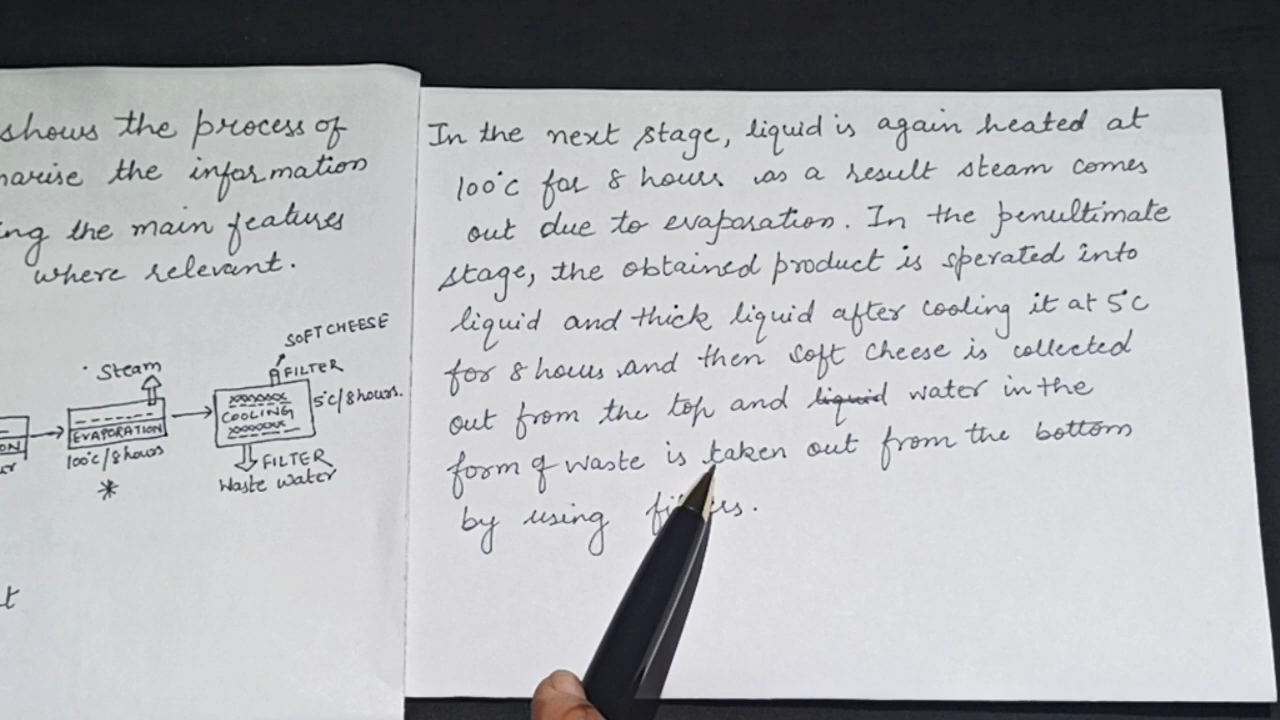 shows the process of
marise the information
ing the main features
where relevant.
SOFT CHEESE
Steam
FILTER
COOLING
5°c/8 hours.
EVAPORATION
ON
100°c/8 hours
FILTER
Waste water
*
In the next stage, liquid is again heated at
100°c for 8 hours as a result steam comes
out due to evaporation. In the penultimate
stage, the obtained product is sperated into
liquid and thick liquid after cooling it at 5°c
for 8 hours and then soft cheese is collected
out from the top and liquid water in the
form of waste is taken out from the bottom
by using